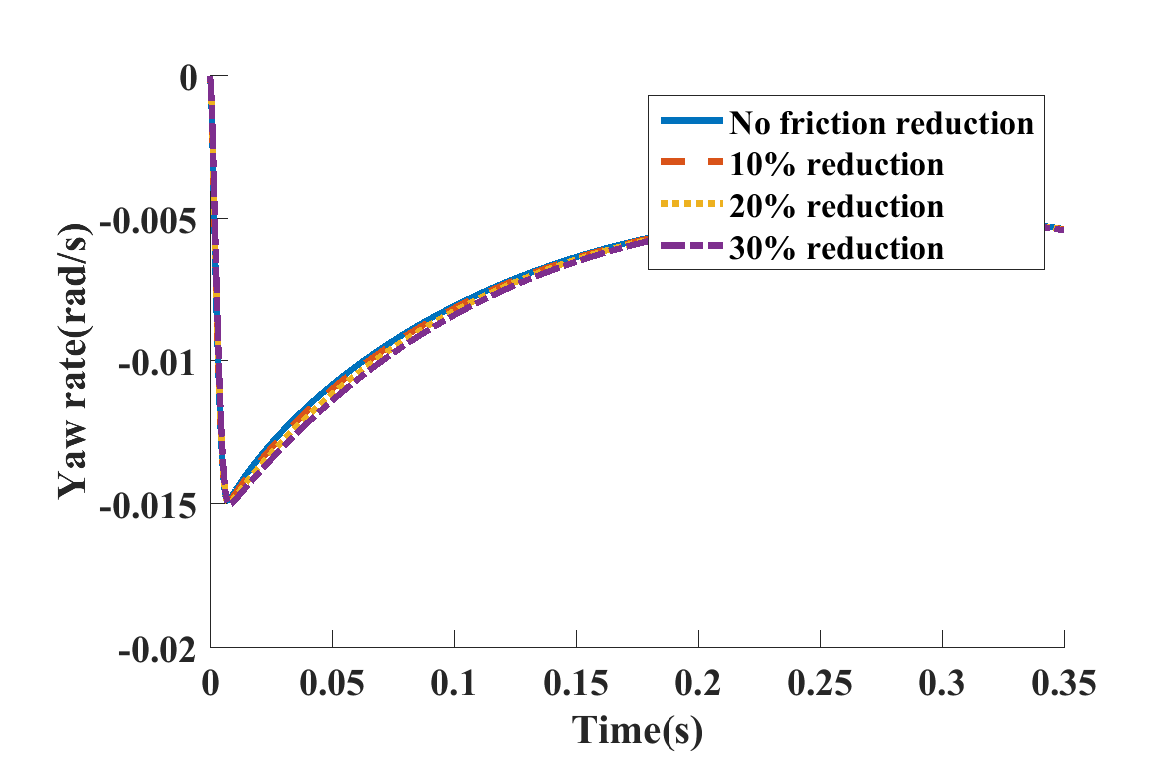 0
-0.005
-0.01
-0.015
-0.02
Yaw rate(rad/s)
No friction reduction
10% reduction
20% reduction
30% reduction
0 0.05 0.1 0.15 0.2 0.25 0.3 0.35
Time(s)